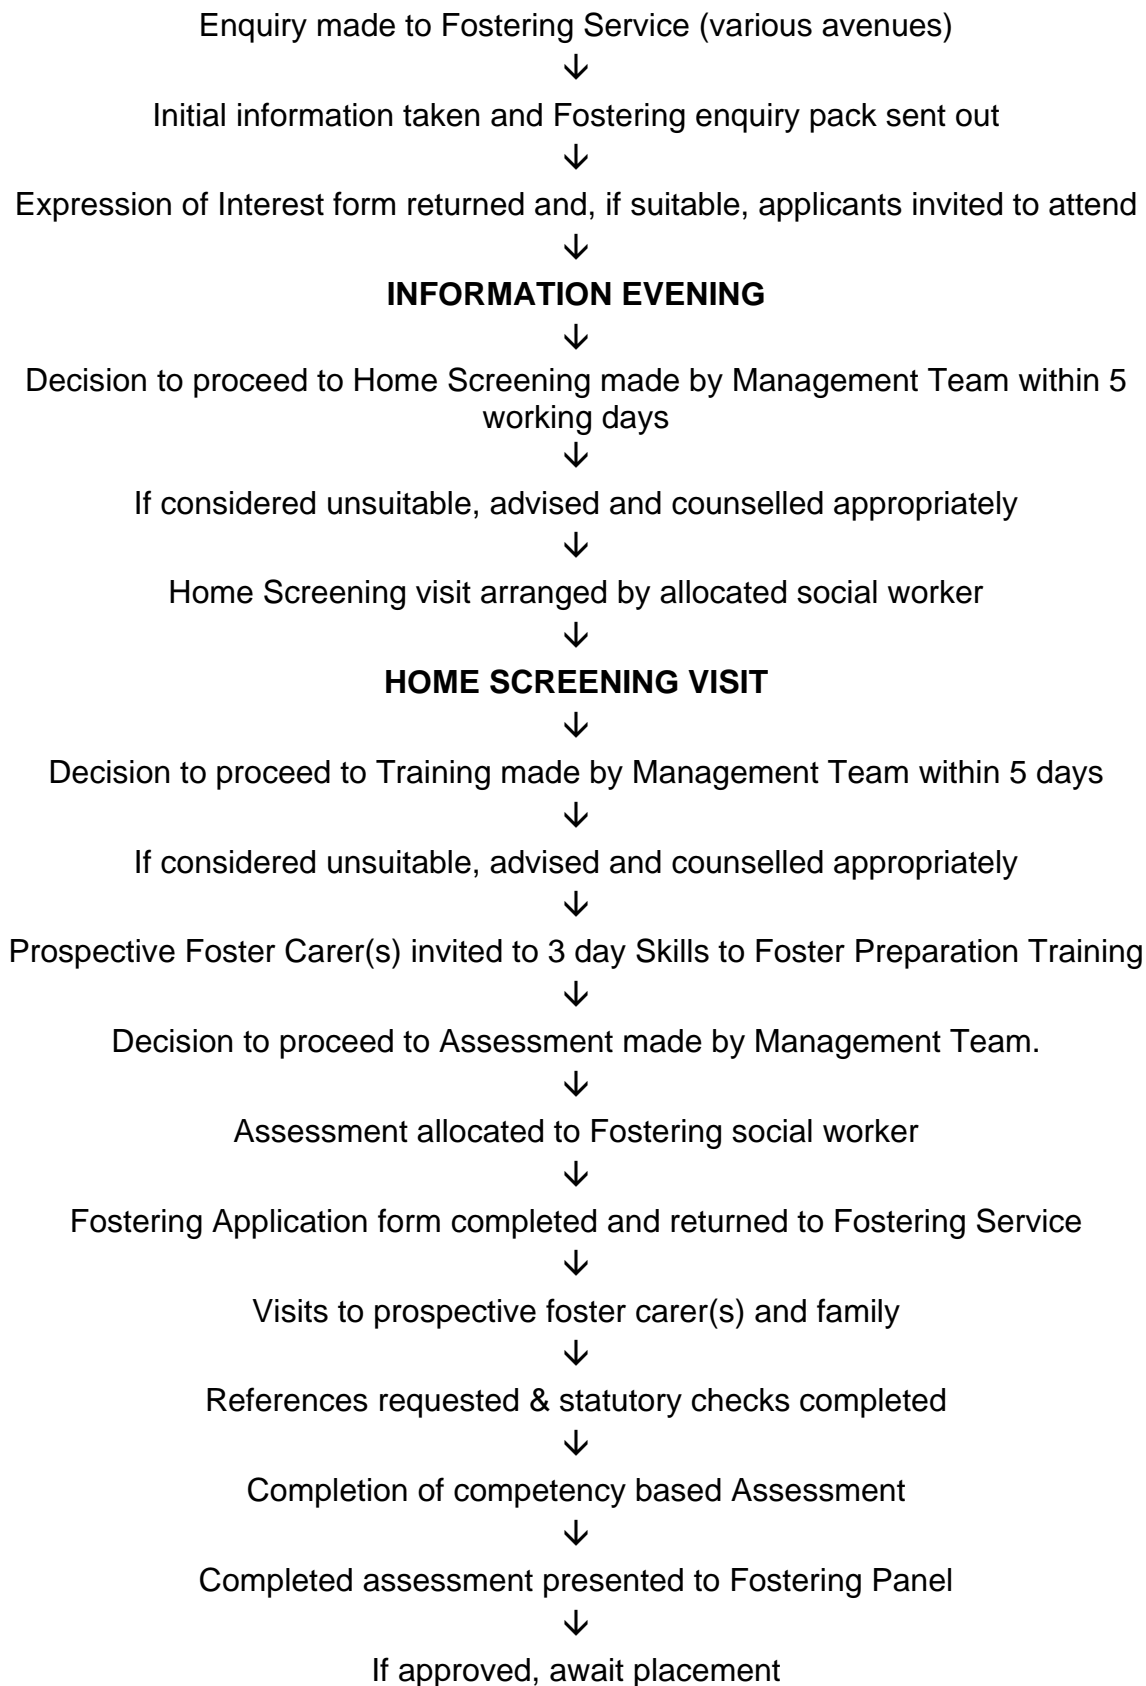 Enquiry made to Fostering Service (various avenues)
↓
Initial information taken and Fostering enquiry pack sent out
↓
Expression of Interest form returned and, if suitable, applicants invited to attend
↓
INFORMATION EVENING
↓
Decision to proceed to Home Screening made by Management Team within 5
working days
↓
If considered unsuitable, advised and counselled appropriately
↓
Home Screening visit arranged by allocated social worker
↓
HOME SCREENING VISIT
↓
Decision to proceed to Training made by Management Team within 5 days
↓
If considered unsuitable, advised and counselled appropriately
↓
Prospective Foster Carer(s) invited to 3 day Skills to Foster Preparation Training
↓
Decision to proceed to Assessment made by Management Team.
↓
Assessment allocated to Fostering social worker
↓
Fostering Application form completed and returned to Fostering Service
↓
Visits to prospective foster carer(s) and family
↓
References requested & statutory checks completed
↓
Completion of competency based Assessment
↓
Completed assessment presented to Fostering Panel
↓
If approved, await placement